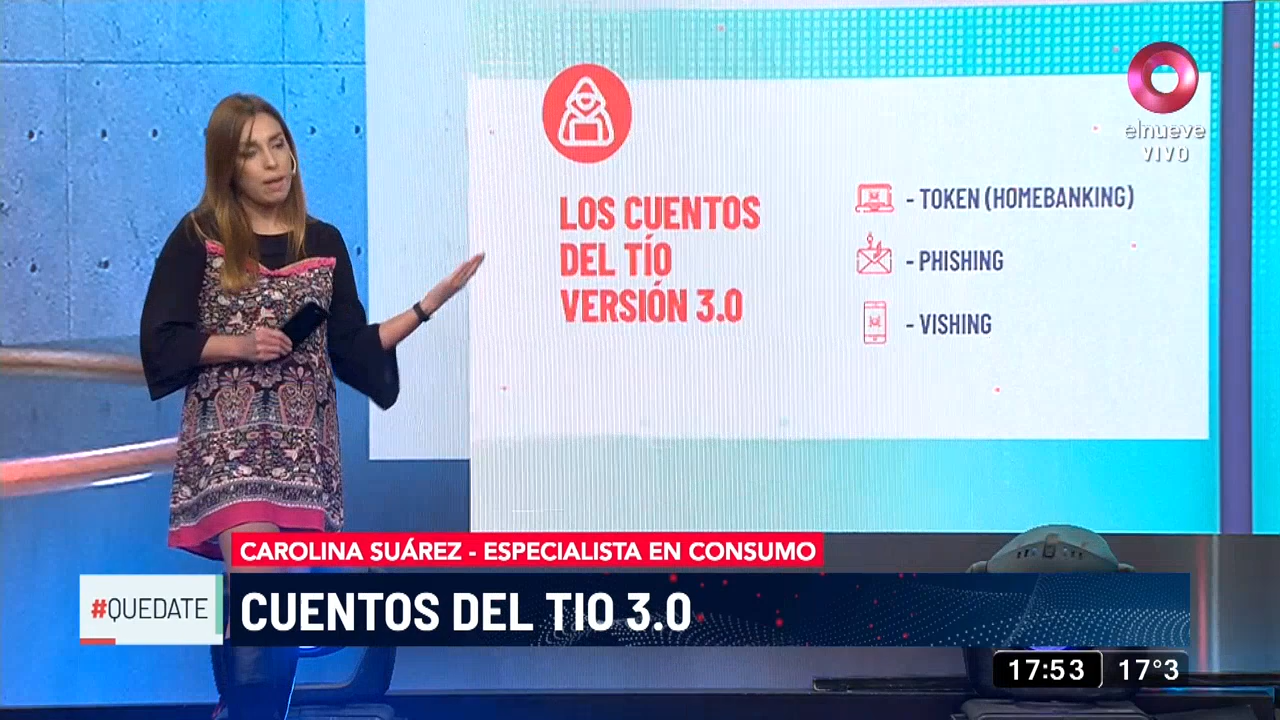 elnueve
VIVO
LOS CUENTOS
DEL TÍO
VERSIÓN 3.0
- TOKEN (HOMEBANKING)
- PHISHING
- VISHING
CAROLINA SUÁREZ - ESPECIALISTA EN CONSUMO
#QUEDATE
CUENTOS DEL TIO 3.0
17:53
17°3